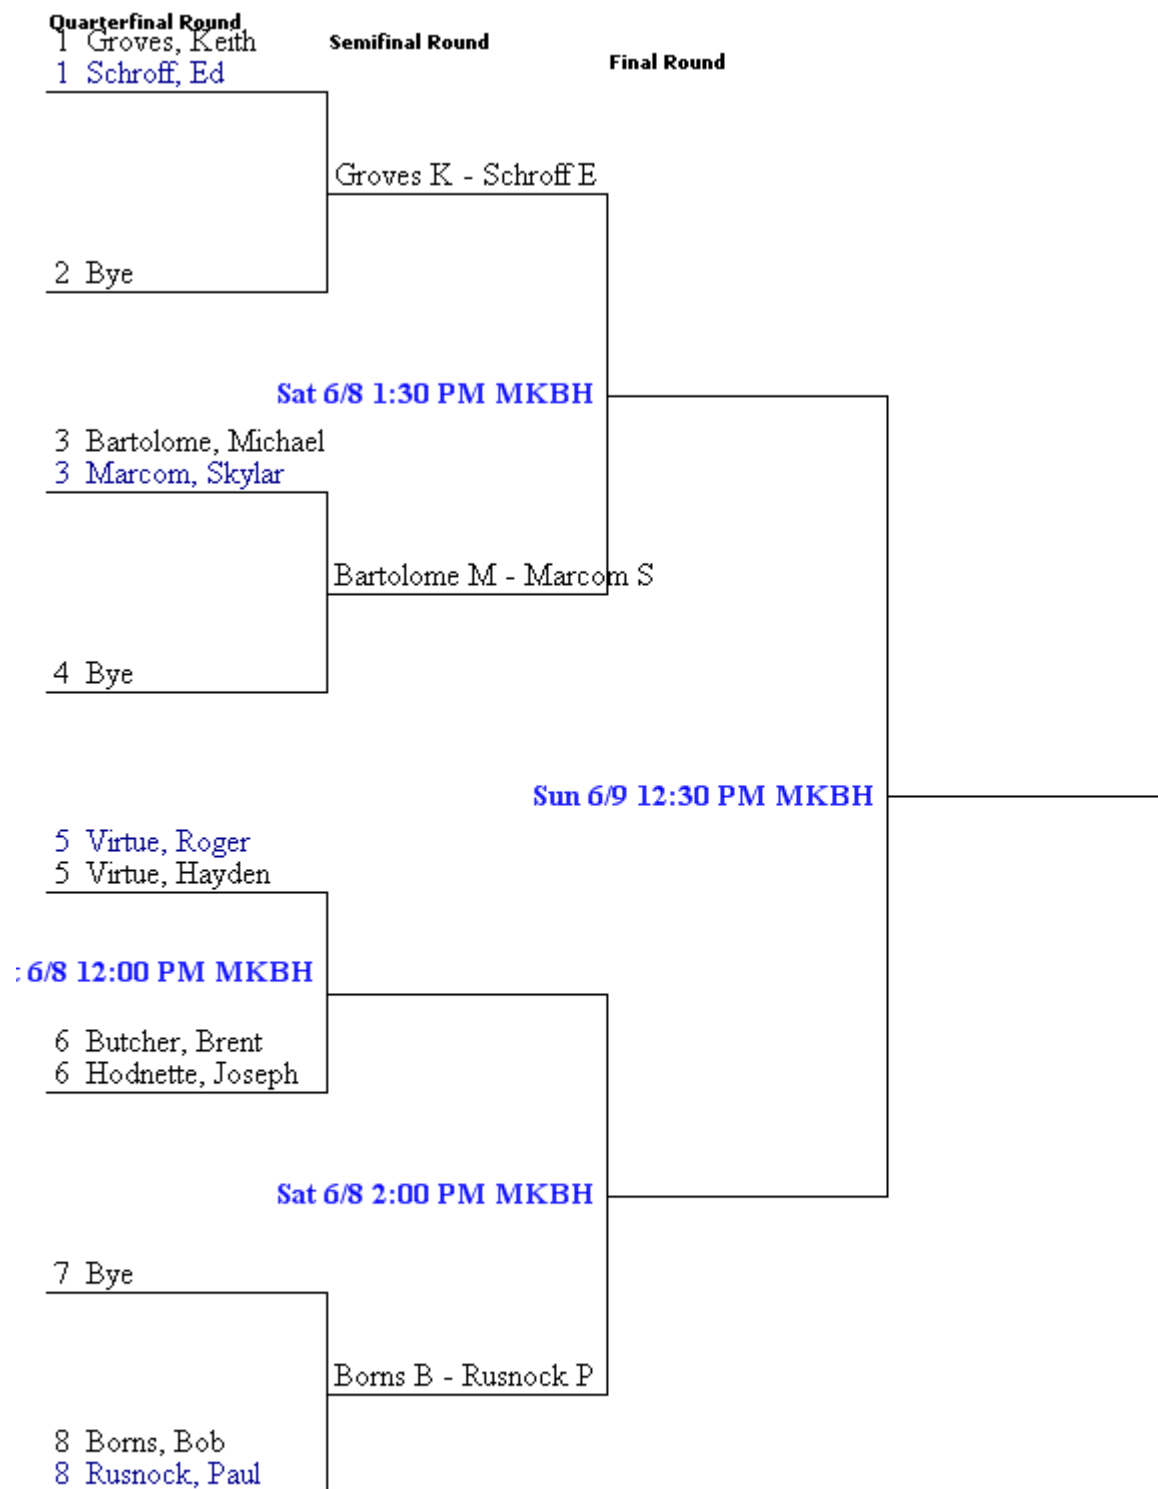 Quarterfinal Round
1 Groves, Keith
Semifinal Round
Final Round
1 Schroff, Ed
Groves K - Schroff E
2 Bye
Sat 6/8 1:30 PM MKBH
3 Bartolome, Michael
3 Marcom, Skylar
Bartolome M - Marcom S
4 Bye
Sun 6/9 12:30 PM MKBH
5 Virtue, Roger
5 Virtue, Hayden
6/8 12:00 PM MKBH
6 Butcher, Brent
6 Hodnette, Joseph
Sat 6/8 2:00 PM MKBH
7 Bye
Borns B - Rusnock P
8 Borns, Bob
8 Rusnock, Paul